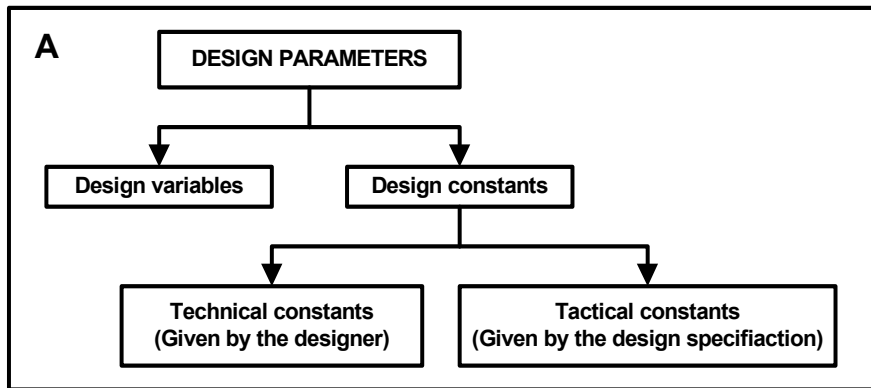 A
DESIGN PARAMETERS
Design variables
Design constants
Technical constants
(Given by the designer)
Tactical constants
(Given by the design specifiaction)